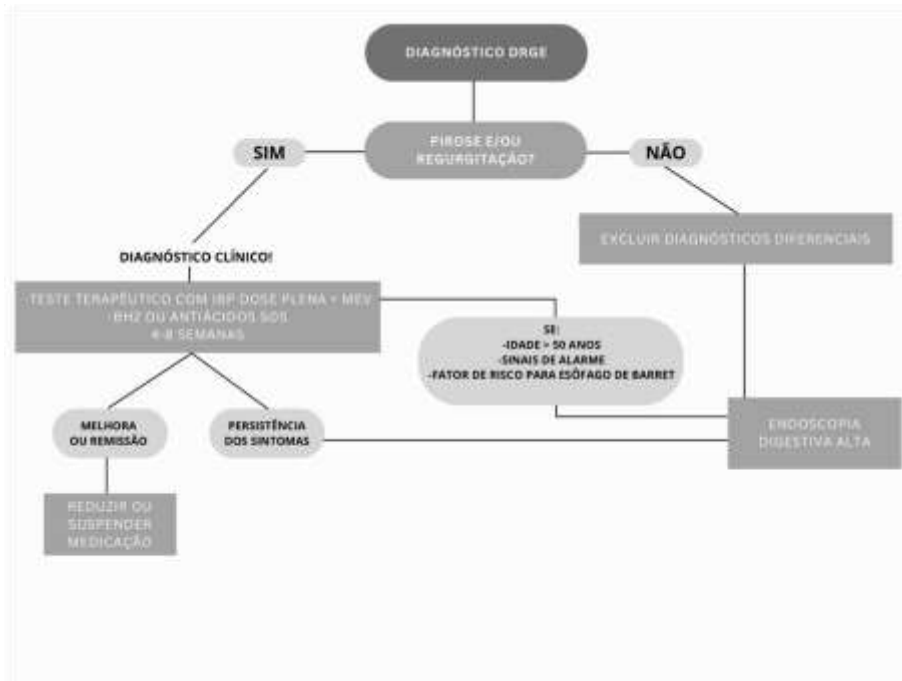 DIAGNÓSTICO DRGE
PIROSE E/OU
REGURGITAÇÃO?
SIM
NÃO
EXCLUIR DIAGNÓSTICOS DIFERENCIAIS
DIAGNÓSTICO CLÍNICO!
-TESTE TERAPÊUTICO COM IBP DOSE PLENA + MEV
-BH2 OU ANTIÁCIDOS SOS
4-8 SEMANAS
SE:
-IDADE > 50 ANOS
-SINAIS DE ALARME
-FATOR DE RISCO PARA ESÔFAGO DE BARRET
MELHORA
OU REMISSÃO
PERSISTÊNCIA
DOS SINTOMAS
ENDOSCOPIA
DIGESTIVA ALTA
REDUZIR OU
SUSPENDER
MEDICAÇÃO